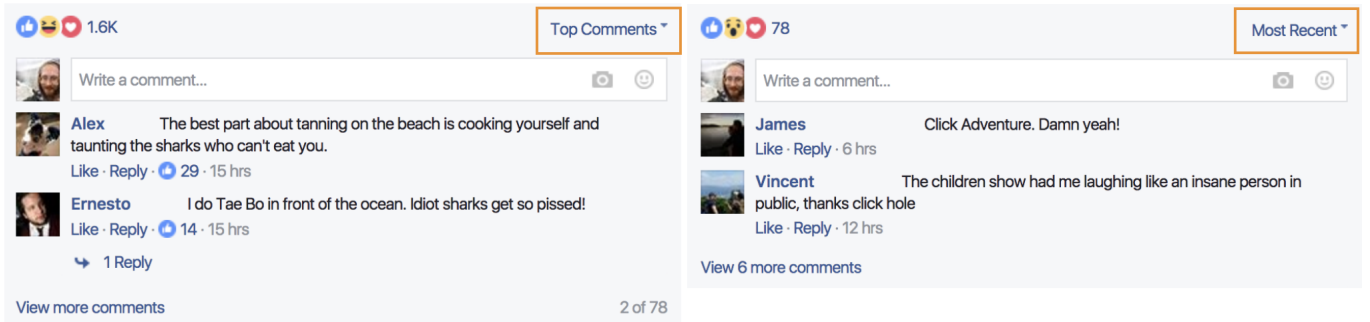 1.6K
Top Comments
Write a comment...
Alex The best part about tanning on the beach is cooking yourself and
taunting the sharks who can't eat you.
Like · Reply · 29 · 15 hrs
Ernesto I do Tae Bo in front of the ocean. Idiot sharks get so pissed!
Like · Reply · 14 · 15 hrs
1 Reply
View more comments 2 of 78
78
Most Recent
Write a comment...
James Click Adventure. Damn yeah!
Like · Reply · 6 hrs
Vincent The children show had me laughing like an insane person in
public, thanks click hole
Like · Reply · 12 hrs
View 6 more comments